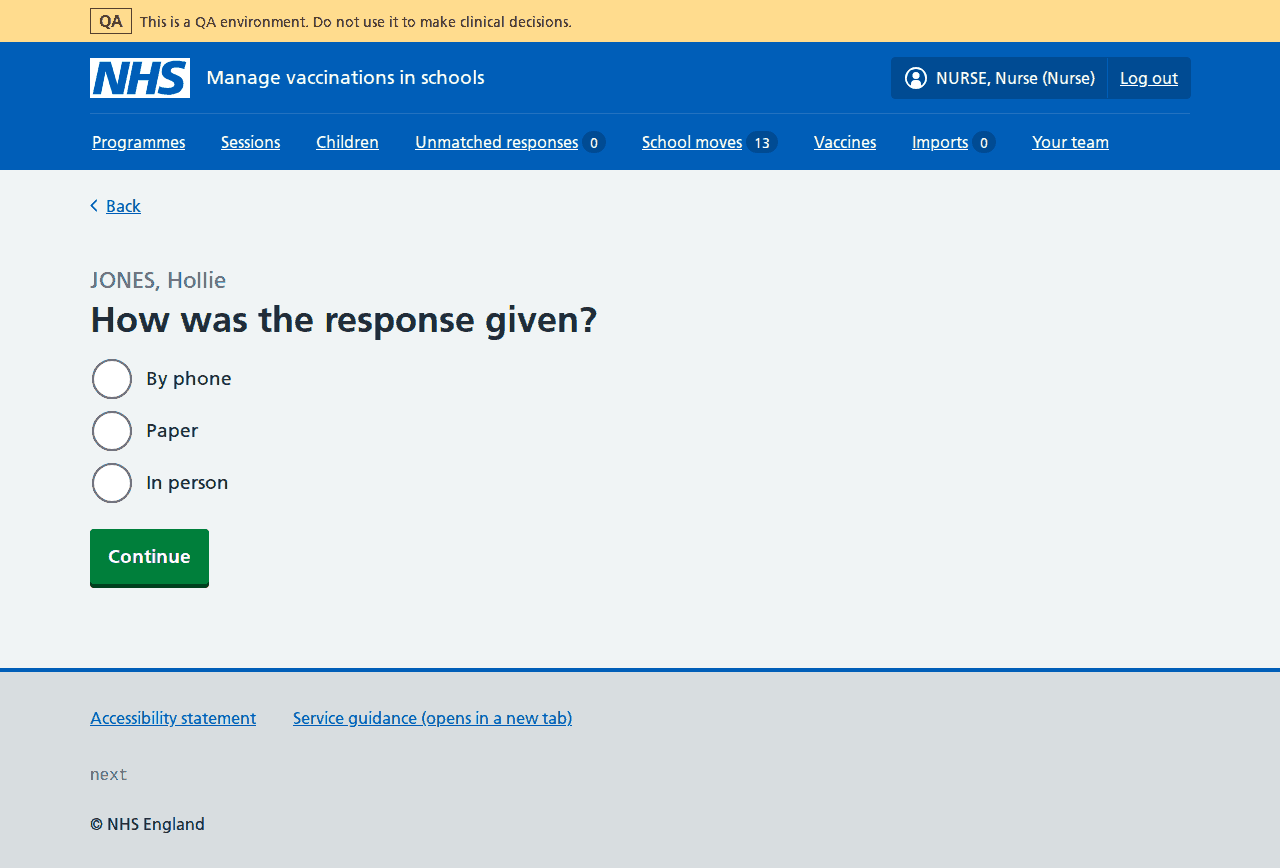 QA This is a QA environment. Do not use it to make clinical decisions.
NHS Manage vaccinations in schools NURSE, Nurse (Nurse) Log out
Programmes Sessions Children Unmatched responses 0 School moves 13 Vaccines Imports 0 Your team
Back
JONES, Hollie
How was the response given?
By phone
Paper
In person
Continue
Accessibility statement Service guidance (opens in a new tab)
next
© NHS England